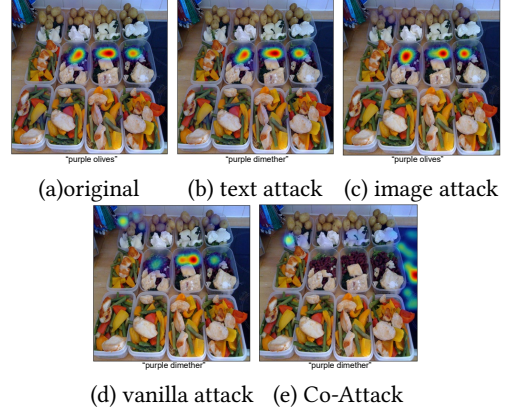 "purple olives" "purple dimether" "purple olives"
(a)original (b) text attack (c) image attack
"purple dimether" "purple dimether"
(d) vanilla attack (e) Co-Attack